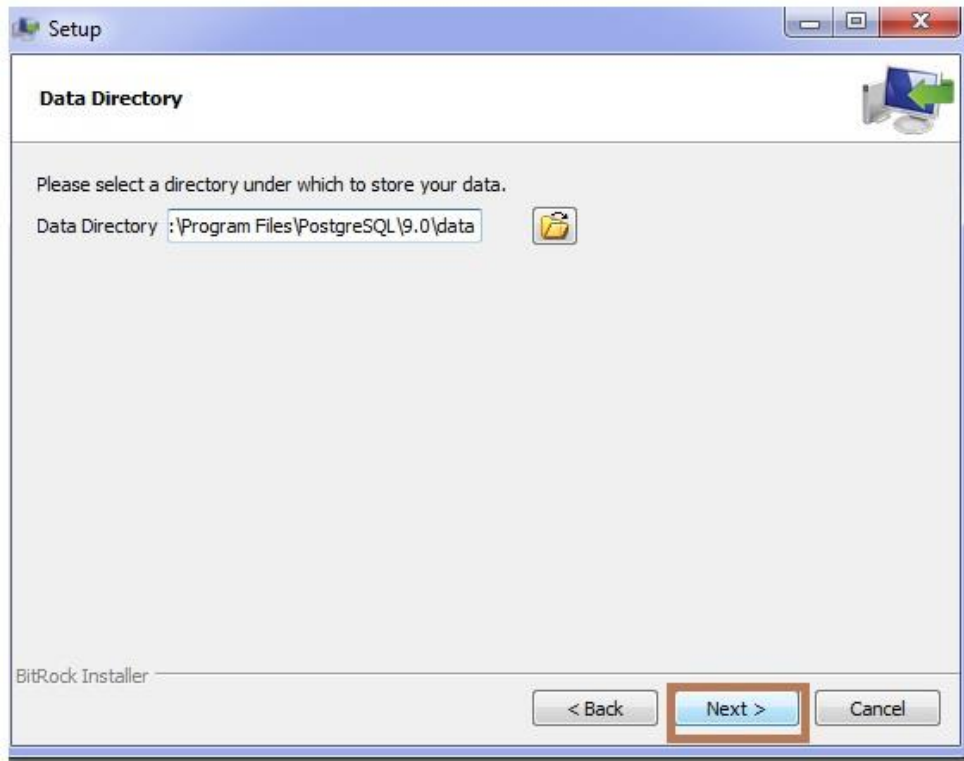 Setup
Data Directory
Please select a directory under which to store your data.
Data Directory :\Program Files\PostgreSQL\9.0\data
BitRock Installer
< Back Next > Cancel